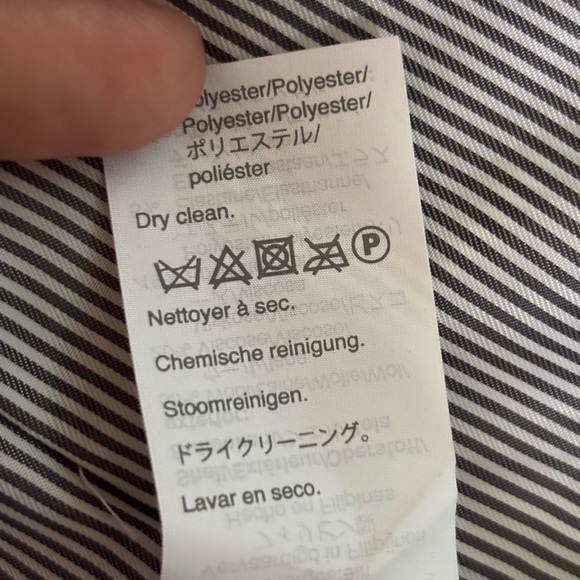 Polyester/Polyester/
Polyester/Polyester/
ポリエステル/
poliéster
Dry clean.
P
Nettoyer à sec.
Chemische reinigung.
Stoomreinigen.
ドライクリーニング。
Lavar en seco.